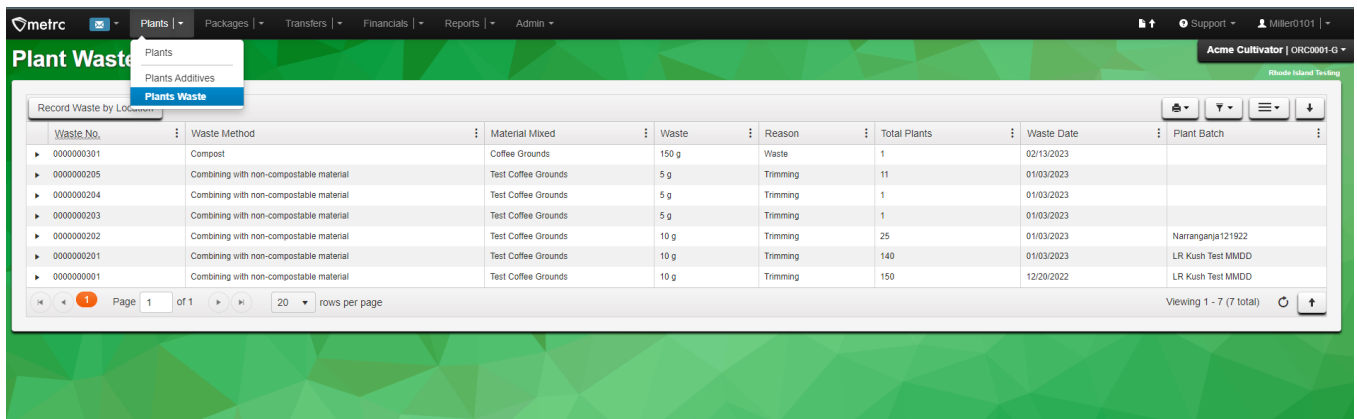 metrc Plants | Packages | Transfers | Financials | Reports | Admin Support Miller0101 |
Plants
Plant Waste Acme Cultivator | ORC0001-G
Rhode Island Testing
Plants Additives
Plants Waste
Record Waste by Location
Waste No. Waste Method Material Mixed Waste Reason Total Plants Waste Date Plant Batch
0000000301 Compost Coffee Grounds 150 g Waste 1 02/13/2023
0000000205 Combining with non-compostable material Test Coffee Grounds 5 g Trimming 11 01/03/2023
0000000204 Combining with non-compostable material Test Coffee Grounds 5 g Trimming 1 01/03/2023
0000000203 Combining with non-compostable material Test Coffee Grounds 5 g Trimming 1 01/03/2023
0000000202 Combining with non-compostable material Test Coffee Grounds 10 g Trimming 25 01/03/2023 Narranganja121922
0000000201 Combining with non-compostable material Test Coffee Grounds 10 g Trimming 140 01/03/2023 LR Kush Test MMDD
0000000001 Combining with non-compostable material Test Coffee Grounds 10 g Trimming 150 12/20/2022 LR Kush Test MMDD
1 Page 1 of 1 20 rows per page Viewing 1 - 7 (7 total)